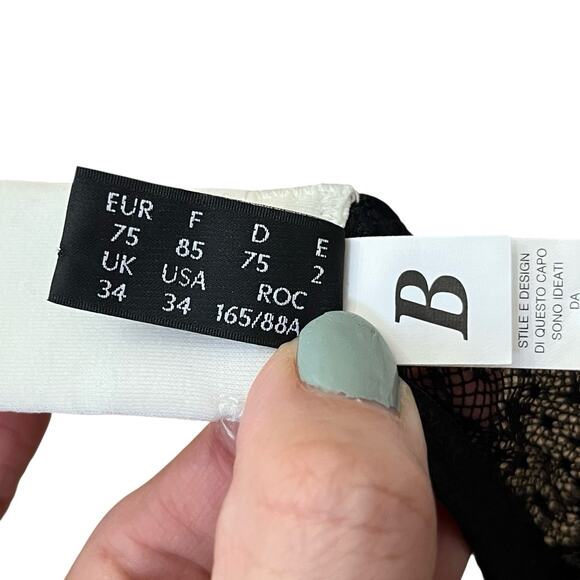 EUR F D E
75 85 75 2
UK USA ROC
34 34 165/88A
B
STILE E DESIGN
DI QUESTO CAPO
SONO IDEATI
DA